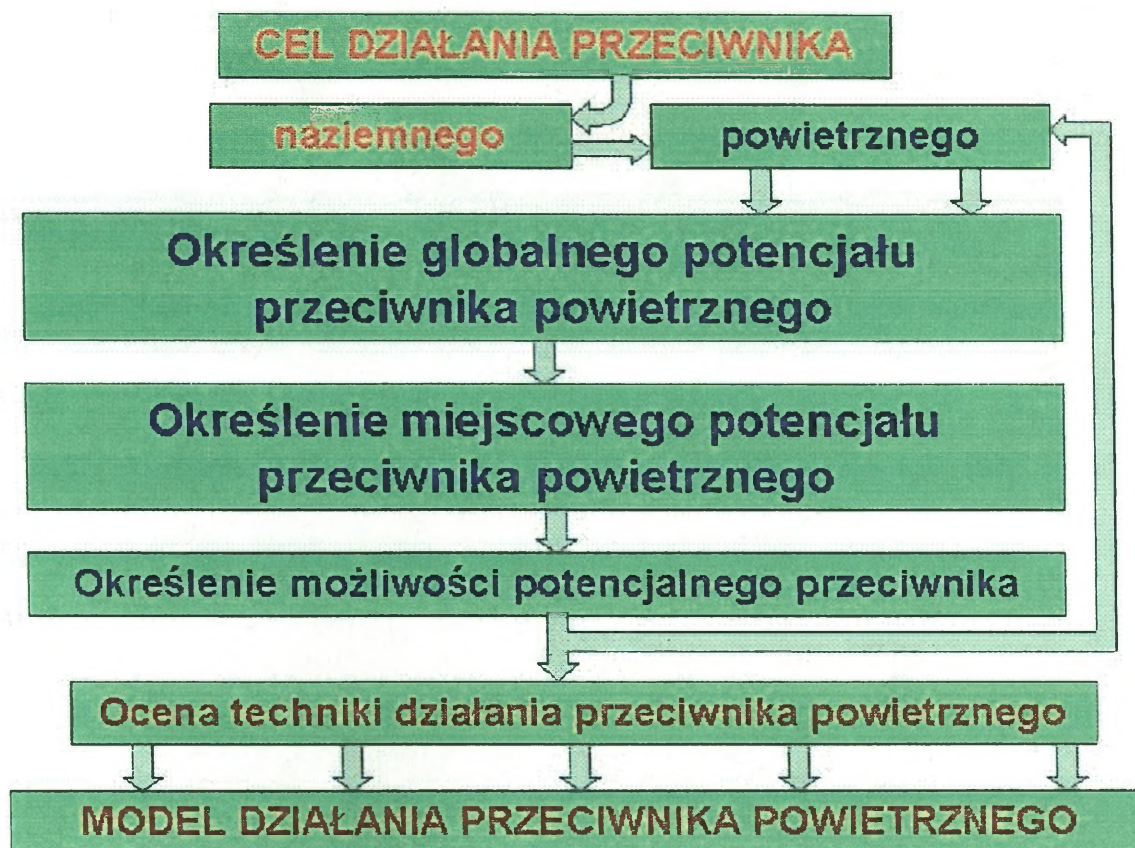 CEL DZIAŁANIA PRZECIWNIKA
naziemnego
powietrznego
Określenie globalnego potencjału
przeciwnika powietrznego
Określenie miejscowego potencjału
przeciwnika powietrznego
Określenie możliwości potencjalnego przeciwnika
Ocena techniki działania przeciwnika powietrznego
MODEL DZIAŁANIA PRZECIWNIKA POWIETRZNEGO